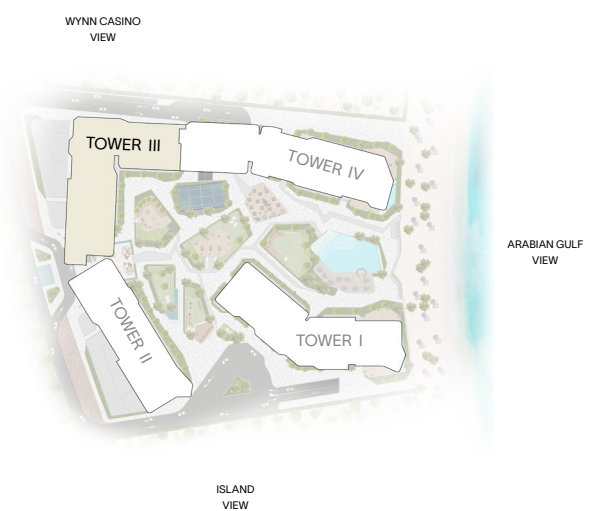 WYNN CASINO
VIEW
TOWER III
TOWER IV
ARABIAN GULF
VIEW
TOWER II
TOWER I
ISLAND
VIEW